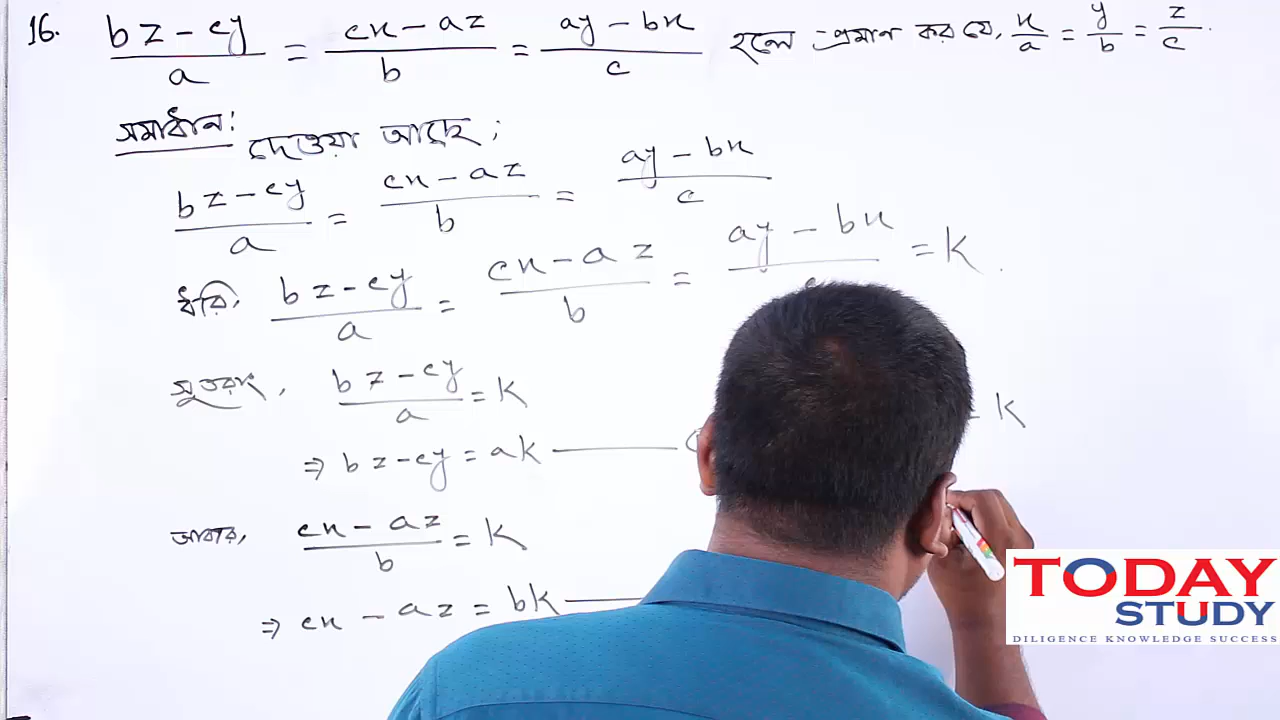 16. bz-cy/a = cx-az/b = ay-bx/c হলে প্রমাণ কর যে, x/a = y/b = z/c.
সমাধান: দেওয়া আছে;
bz-cy/a = cx-az/b = ay-bx/c
ধরি, bz-cy/a = cx-az/b = ay-bx/c = k.
সুতরাং, bz-cy/a = k
k
⇒ bz-cy = ak
আবার, cx-az/b = k
⇒ cx-az = bk
TODAY
STUDY
DILIGENCE KNOWLEDGE SUCCESS